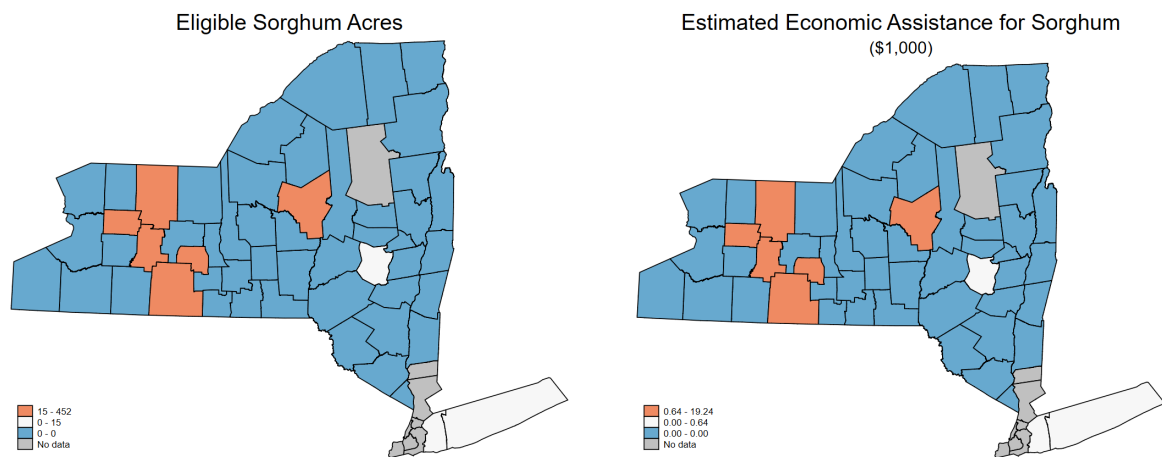 Eligible Sorghum Acres
15 - 452
0 - 15
0 - 0
No data
Estimated Economic Assistance for Sorghum
($1,000)
0.64 - 19.24
0.00 - 0.64
0.00 - 0.00
No data